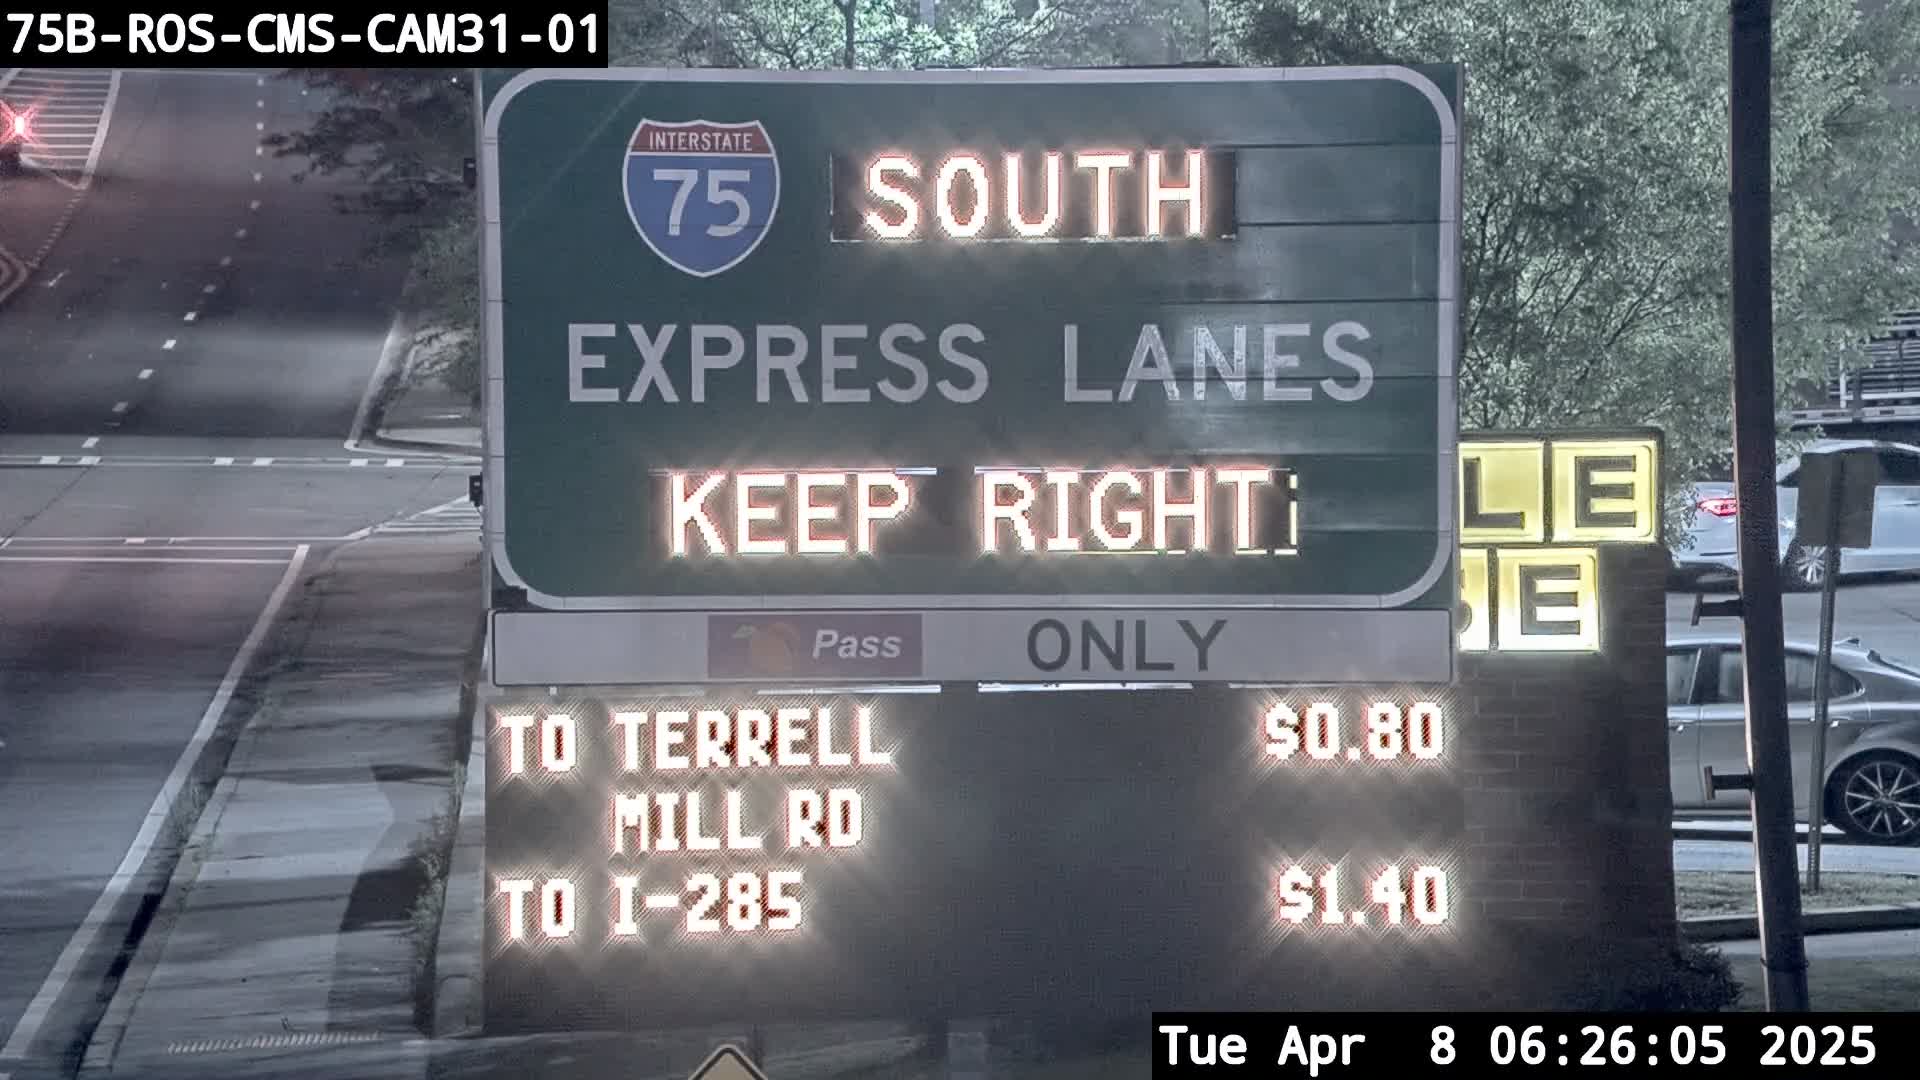 75B-ROS-CMS-CAM31-01
INTERSTATE
75
SOUTH
EXPRESS LANES
KEEP RIGHT
Pass ONLY
TO TERRELL $0.80
MILL RD
TO I-285 $1.40
LE
E
Tue Apr 8 06:26:05 2025